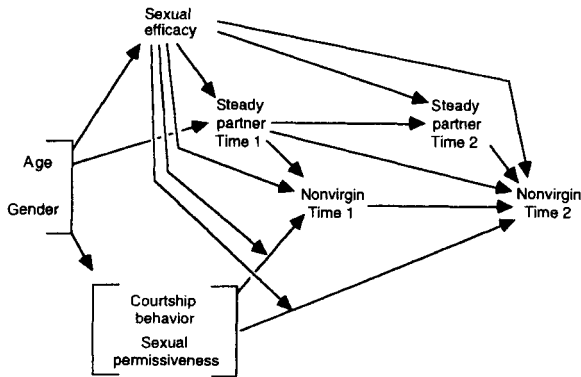 Sexual
efficacy
Steady
partner
Time 1
Steady
partner
Time 2
Age
Gender
Nonvirgin
Time 1
Nonvirgin
Time 2
Courtship
behavior
Sexual
permissiveness